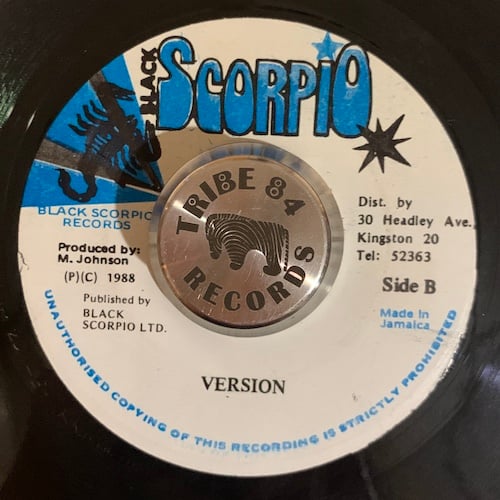 BLACK
SCORPIO
BLACK SCORPIO
RECORDS
Produced by:
M. Johnson
(P)(C) 1988
Published by
BLACK
SCORPIO LTD.
TRIBE 84
RECORDS
Dist. by
30 Headley Ave.,
Kingston 20
Tel: 52363
Side B
Made In
Jamaica
VERSION
UNAUTHORISED COPYING OF THIS RECORDING IS STRICTLY PROHIBITED